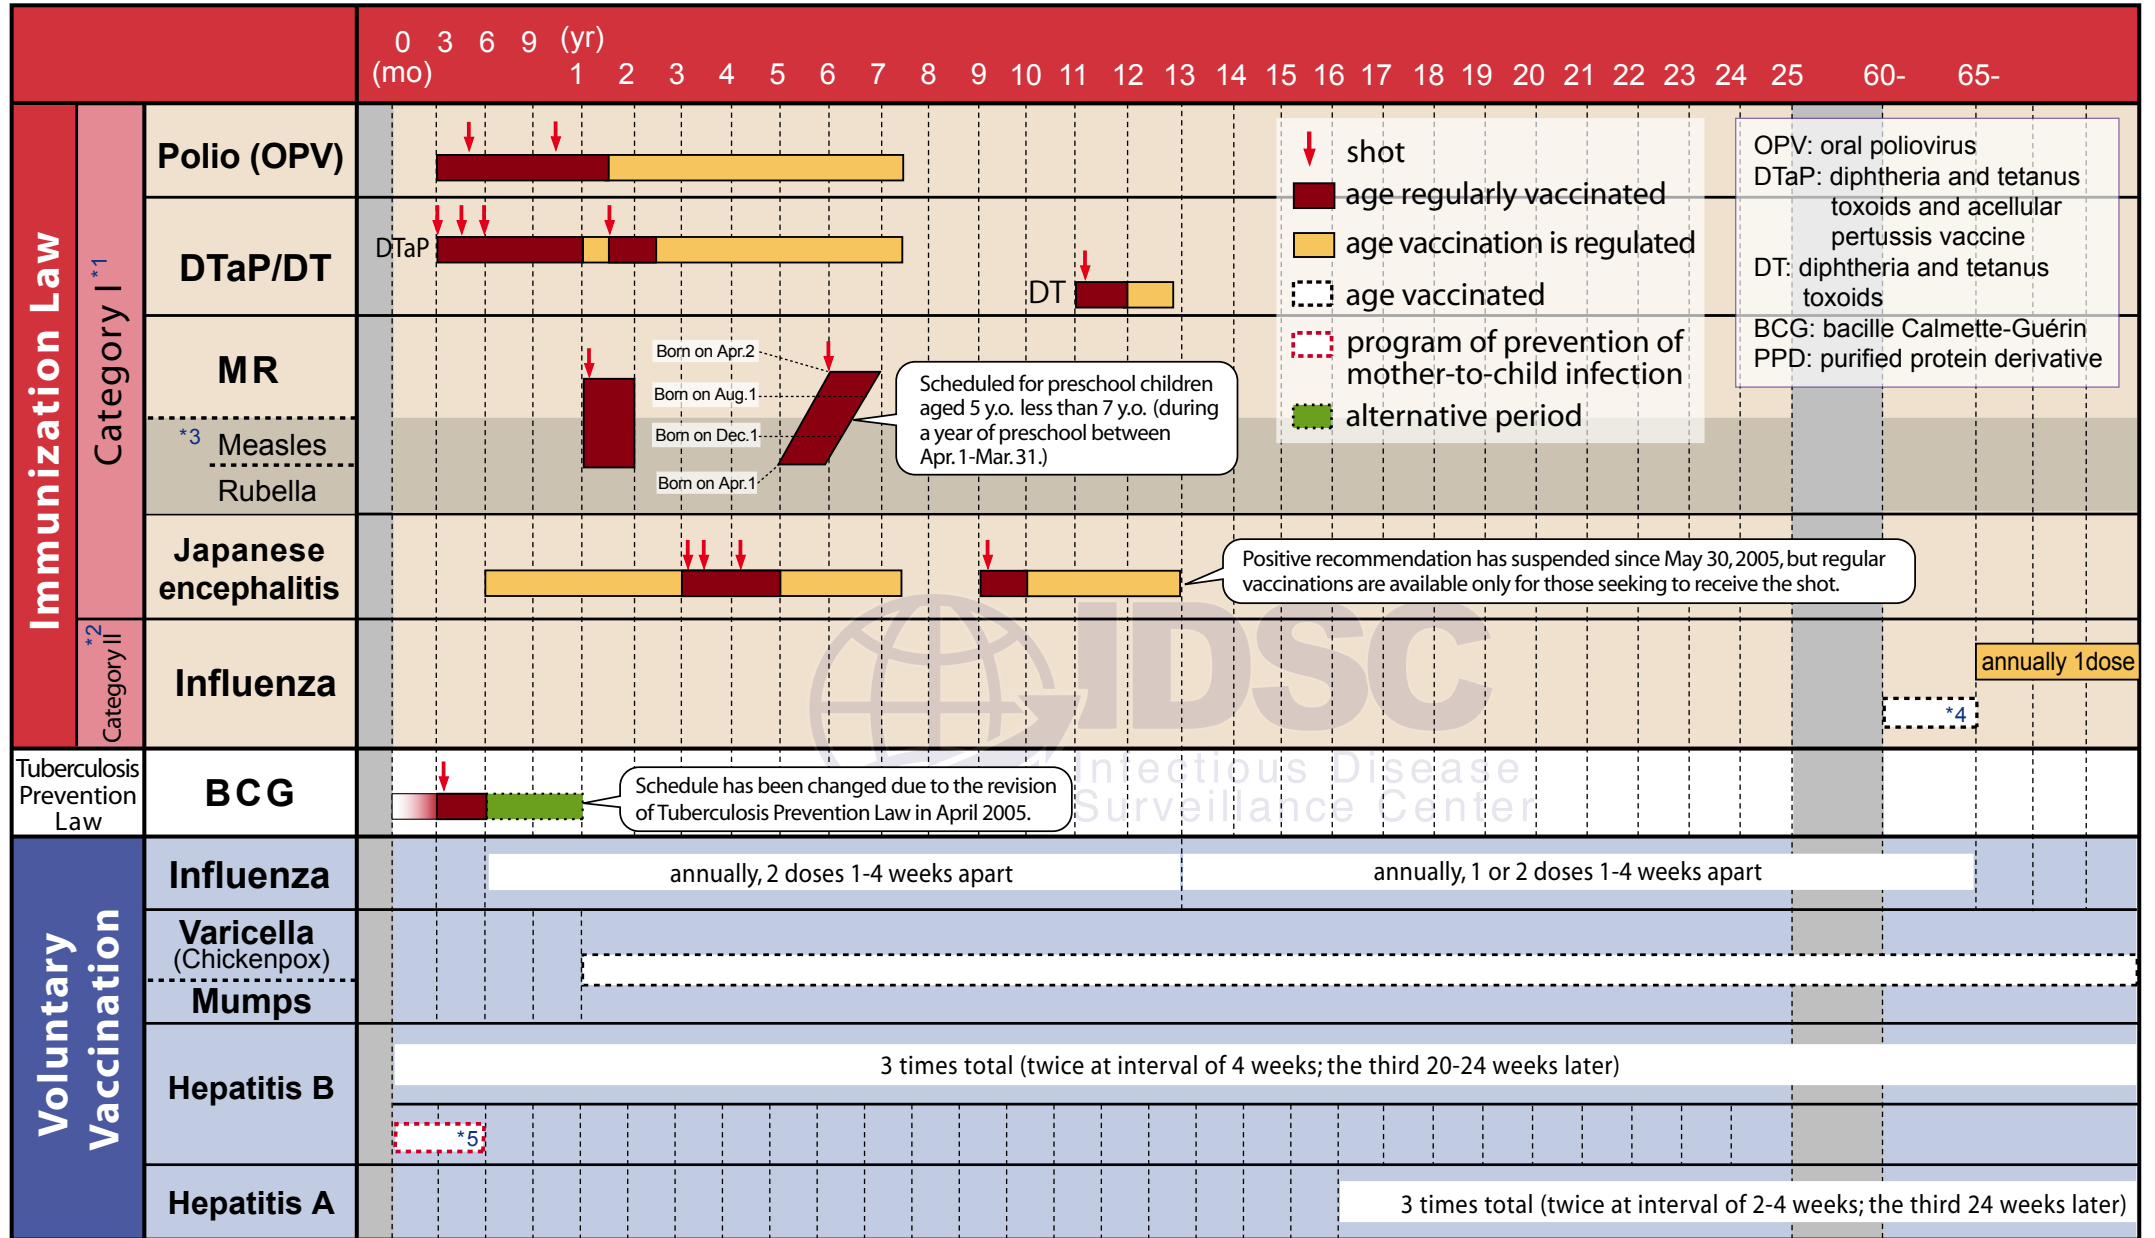 0 3 6 9 (yr)
(mo) 1 2 3 4 5 6 7 8 9 10 11 12 13 14 15 16 17 18 19 20 21 22 23 24 25 60- 65-
Immunization Law
Category I *1
Polio (OPV)
DTaP/DT
DTaP
DT
MR
*3 Measles
Rubella
Born on Apr.2
Born on Aug.1
Born on Dec.1
Born on Apr.1
Scheduled for preschool children
aged 5 y.o. less than 7 y.o. (during
a year of preschool between
Apr.1-Mar.31.)
shot
age regularly vaccinated
age vaccination is regulated
age vaccinated
program of prevention of
mother-to-child infection
alternative period
OPV: oral poliovirus
DTaP: diphtheria and tetanus
toxoids and acellular
pertussis vaccine
DT: diphtheria and tetanus
toxoids
BCG: bacille Calmette-Guérin
PPD: purified protein derivative
Japanese
encephalitis
Positive recommendation has suspended since May 30, 2005, but regular
vaccinations are available only for those seeking to receive the shot.
*2
Category II
Influenza
annually 1dose
*4
IDSC
Infectious Disease
Surveillance Center
Tuberculosis
Prevention
Law
BCG
Schedule has been changed due to the revision
of Tuberculosis Prevention Law in April 2005.
Voluntary
Vaccination
Influenza
annually, 2 doses 1-4 weeks apart
annually, 1 or 2 doses 1-4 weeks apart
Varicella
(Chickenpox)
Mumps
Hepatitis B
3 times total (twice at interval of 4 weeks; the third 20-24 weeks later)
*5
Hepatitis A
3 times total (twice at interval of 2-4 weeks; the third 24 weeks later)